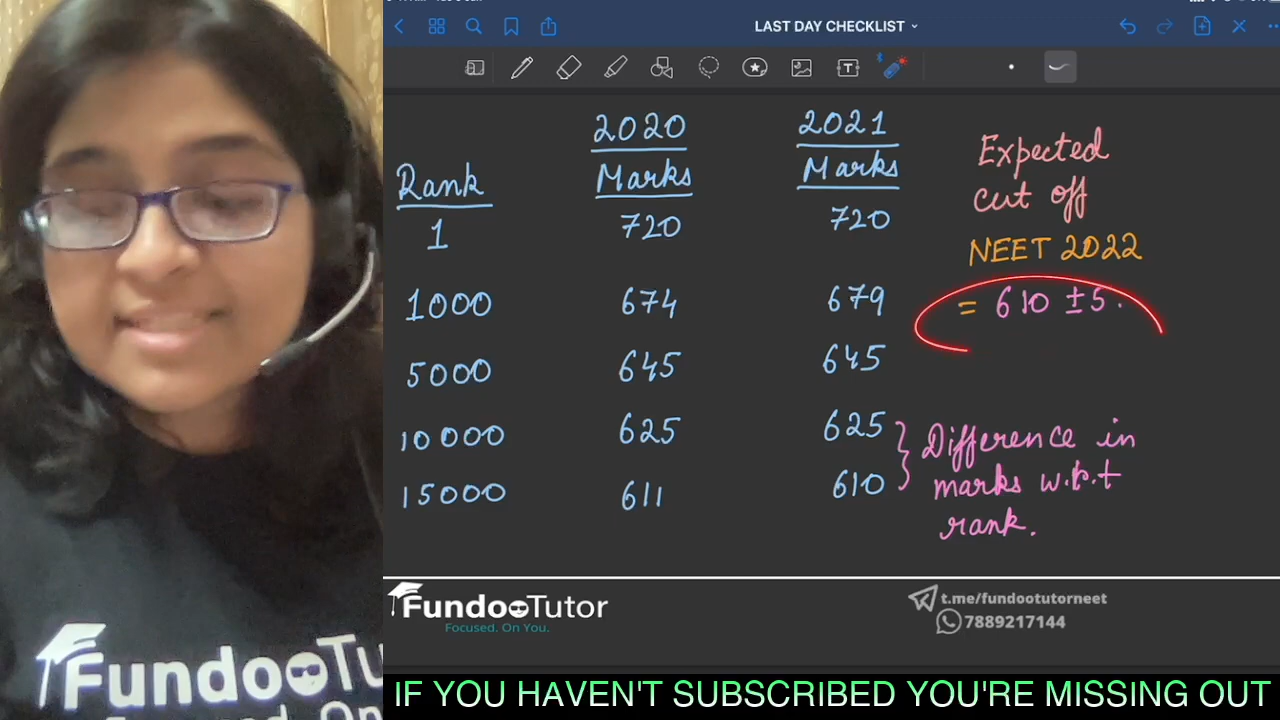 LAST DAY CHECKLIST
2020
2021
Expected
Rank
Marks
Marks
cut off
1
720
720
NEET 2022
1000
674
679
= 610 ± 5.
5000
645
645
10000
625
625
Difference in
15000
611
610
marks w.r.t
rank.
FundooTutor
Focused. On You.
t.me/fundootutorneet
7889217144
FundooTu
IF YOU HAVEN'T SUBSCRIBED YOU'RE MISSING OUT